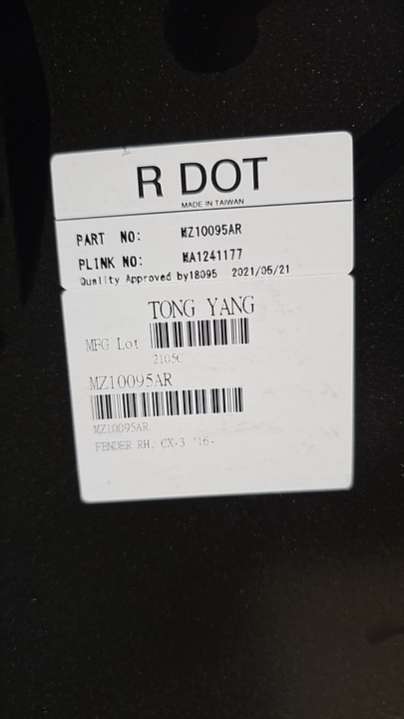 R DOT
MADE IN TAIWAN
PART NO: MZ10095AR
PLINK NO: MA1241177
Quality Approved by18095 2021/05/21
TONG YANG
MFG Lot
2105C
MZ10095AR
MZ10095AR
FENDER RH. CX-3 '16-